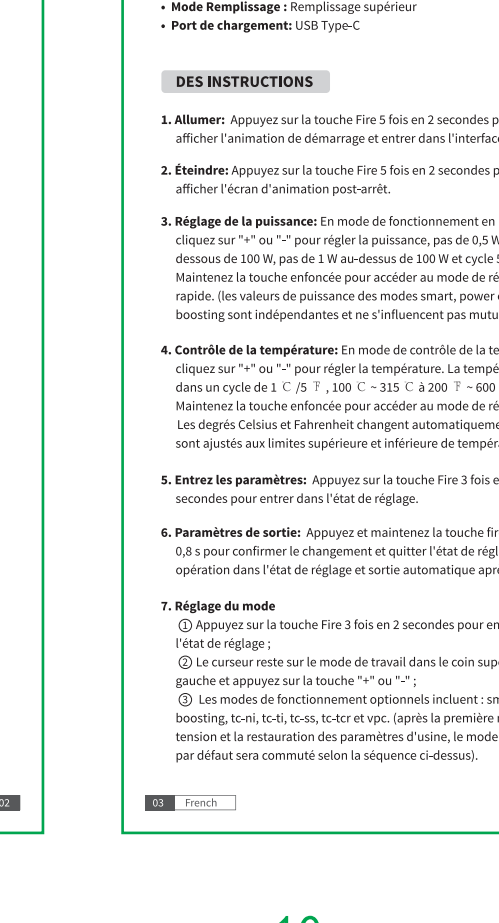 • Mode Remplissage : Remplissage supérieur
• Port de chargement: USB Type-C
DES INSTRUCTIONS
1. Allumer: Appuyez sur la touche Fire 5 fois en 2 secondes p
afficher l'animation de démarrage et entrer dans l'interface
2. Éteindre: Appuyez sur la touche Fire 5 fois en 2 secondes p
afficher l'écran d'animation post-arrêt.
3. Réglage de la puissance: En mode de fonctionnement en
cliquez sur "+" ou "-" pour régler la puissance, pas de 0,5 W
dessous de 100 W, pas de 1 W au-dessus de 100 W et cycle 5
Maintenez la touche enfoncée pour accéder au mode de ré
rapide. (les valeurs de puissance des modes smart, power
boosting sont indépendantes et ne s'influencent pas mutu
4. Contrôle de la température: En mode de contrôle de la te
cliquez sur "+" ou "-" pour régler la température. La tempé
dans un cycle de 1 ℃ /5 ℉ , 100 ℃ ~ 315 ℃ à 200 ℉ ~ 600
Maintenez la touche enfoncée pour accéder au mode de ré
Les degrés Celsius et Fahrenheit changent automatiqueme
sont ajustés aux limites supérieure et inférieure de tempéra
5. Entrez les paramètres: Appuyez sur la touche Fire 3 fois e
secondes pour entrer dans l'état de réglage.
6. Paramètres de sortie: Appuyez et maintenez la touche fir
0,8 s pour confirmer le changement et quitter l'état de régl
opération dans l'état de réglage et sortie automatique apr
7. Réglage du mode
① Appuyez sur la touche Fire 3 fois en 2 secondes pour en
l'état de réglage ;
② Le curseur reste sur le mode de travail dans le coin supé
gauche et appuyez sur la touche "+" ou "-" ;
③ Les modes de fonctionnement optionnels incluent : sm
boosting, tc-ni, tc-ti, tc-ss, tc-tcr et vpc. (après la première
tension et la restauration des paramètres d'usine, le mode
par défaut sera commuté selon la séquence ci-dessus).
02
03 French